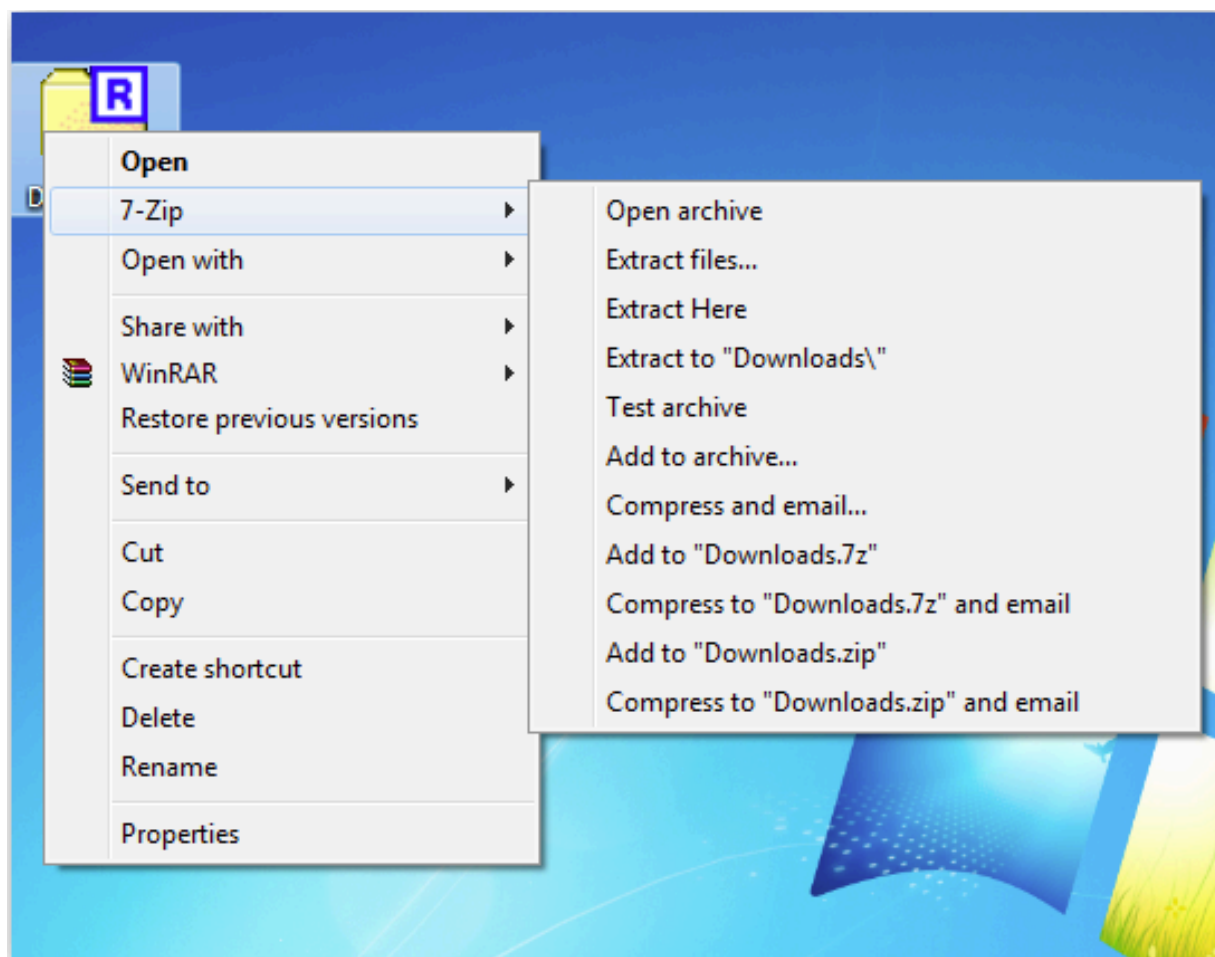 R
D
Open
7-Zip
Open with
Share with
WinRAR
Restore previous versions
Send to
Cut
Copy
Create shortcut
Delete
Rename
Properties
Open archive
Extract files...
Extract Here
Extract to "Downloads\"
Test archive
Add to archive...
Compress and email...
Add to "Downloads.7z"
Compress to "Downloads.7z" and email
Add to "Downloads.zip"
Compress to "Downloads.zip" and email